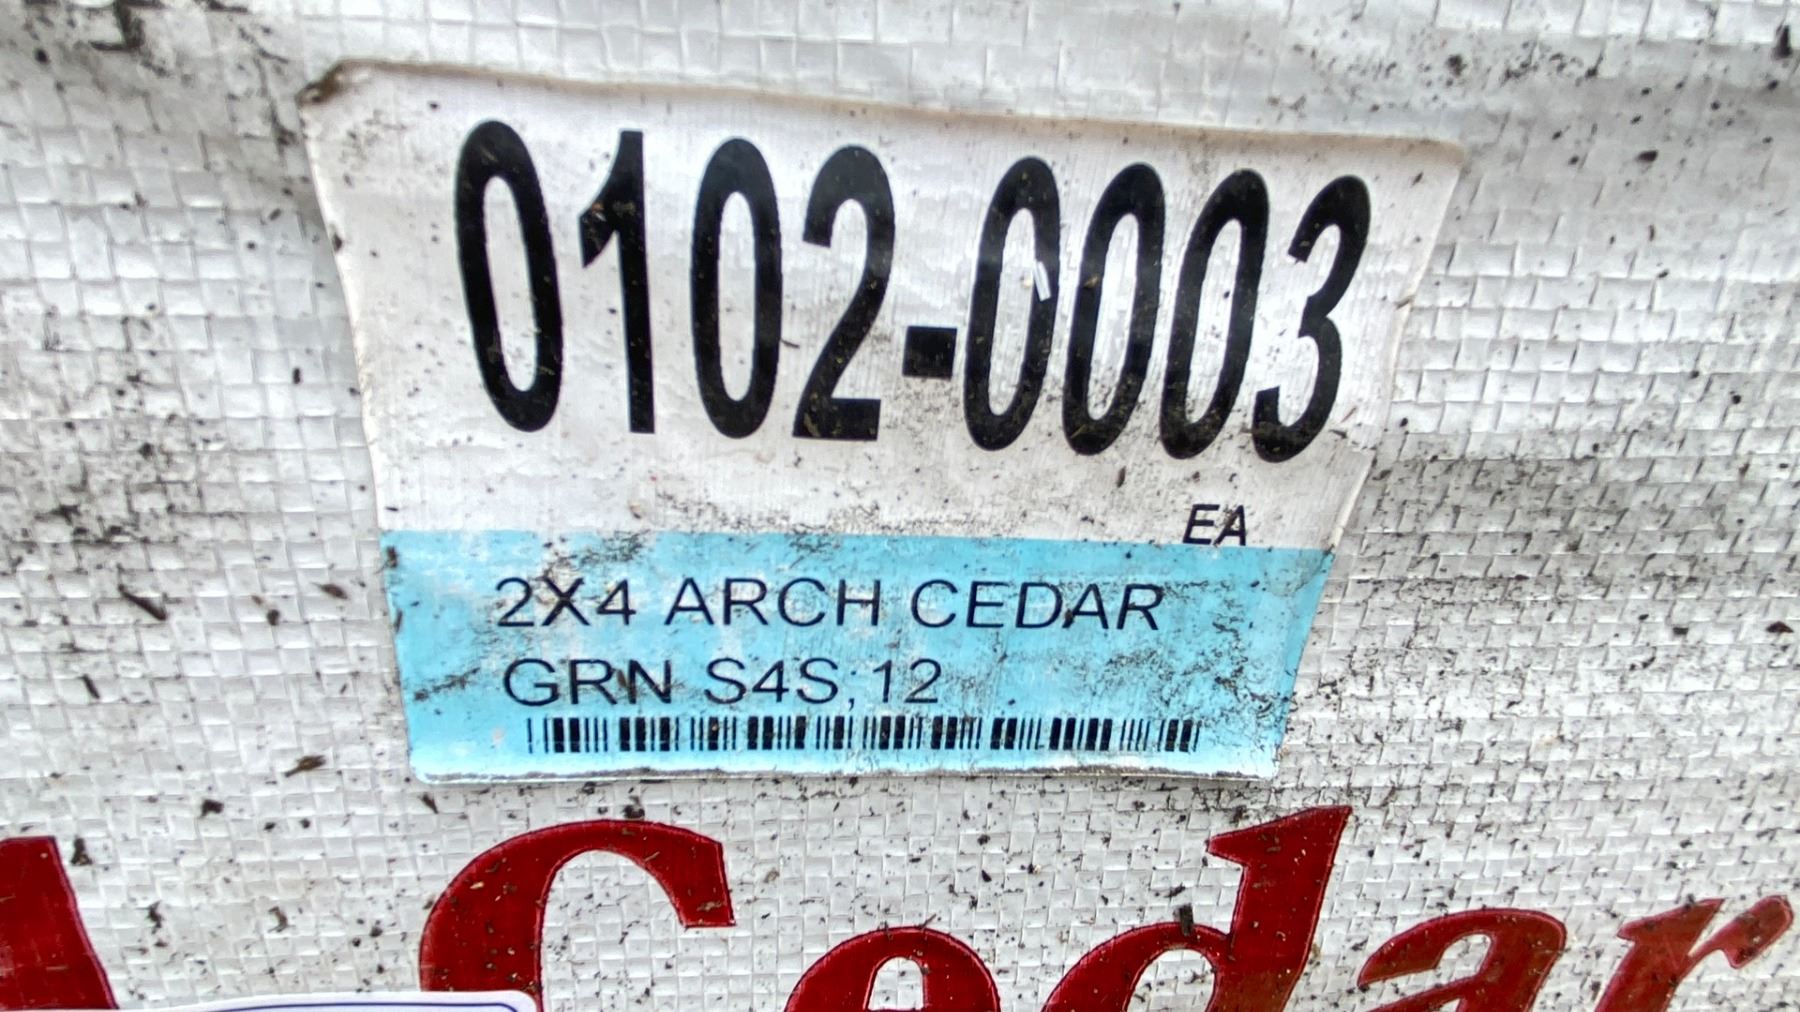 0102-0003
EA
2X4 ARCH CEDAR
GRN S4S, 12
Cedar